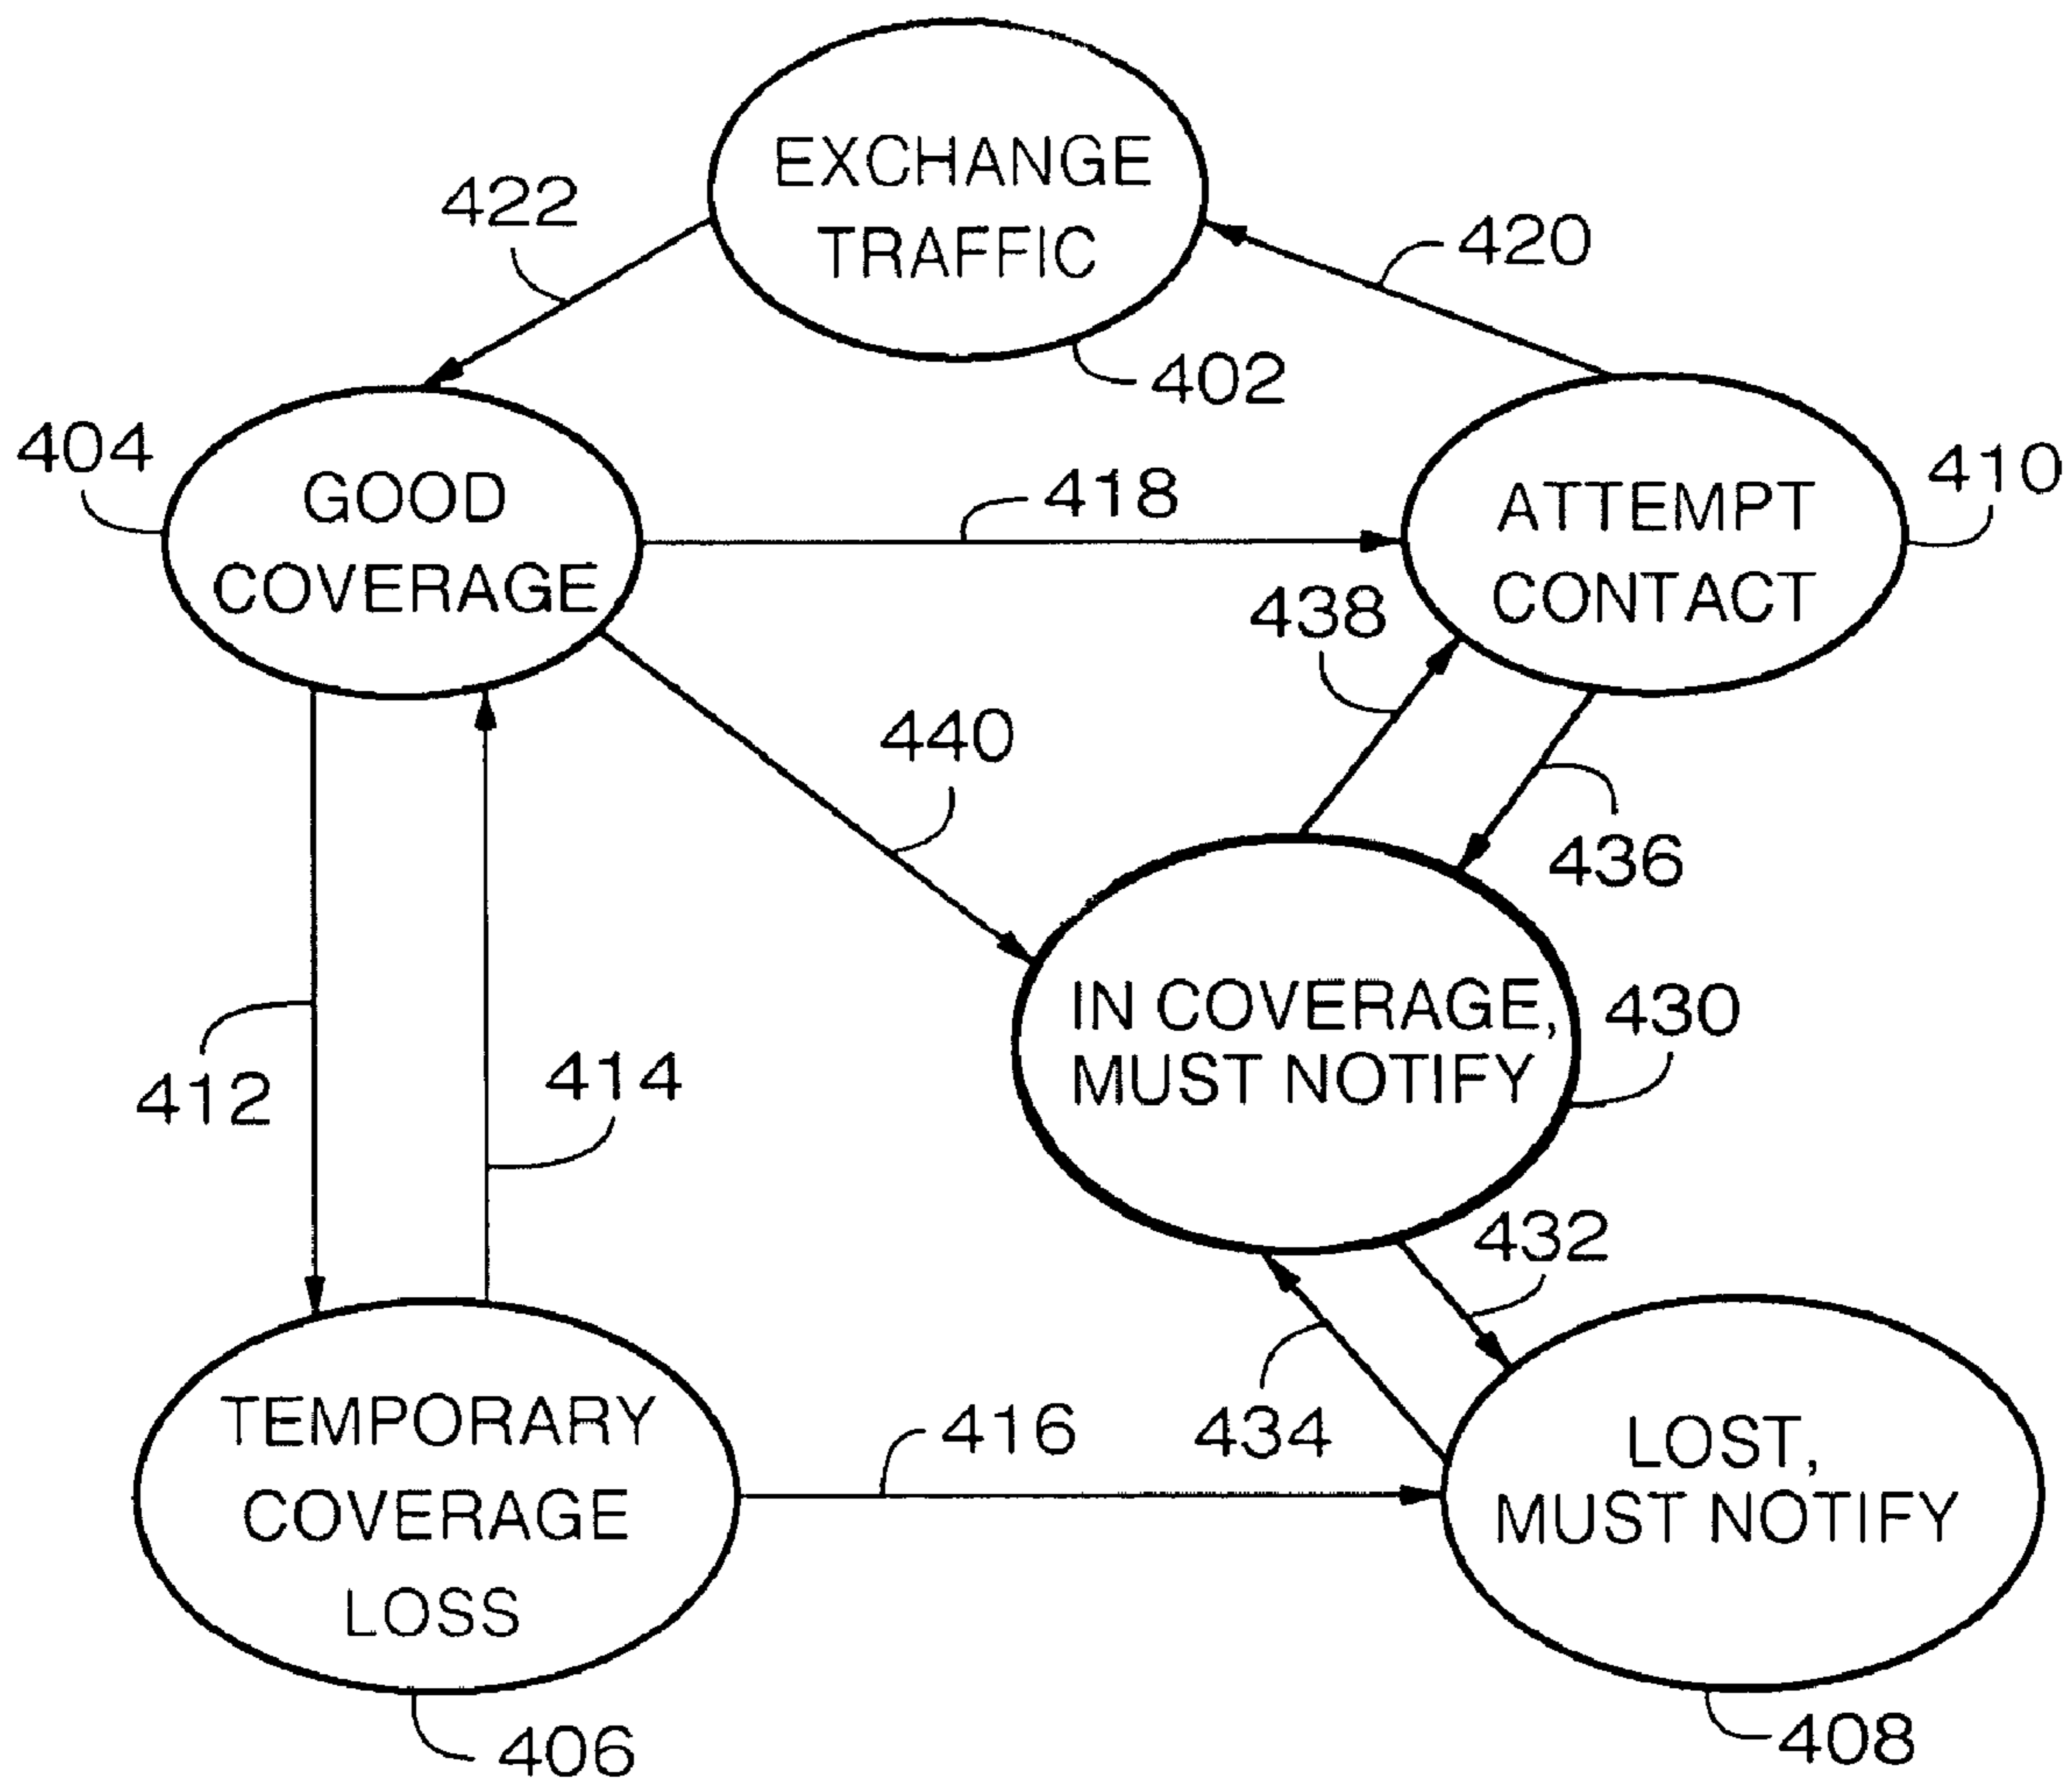 EXCHANGE
TRAFFIC
422
420
402
404
GOOD
COVERAGE
418
ATTEMPT
CONTACT
410
438
440
436
IN COVERAGE,
MUST NOTIFY
430
412
414
432
TEMPORARY
COVERAGE
LOSS
416
434
LOST,
MUST NOTIFY
406
408